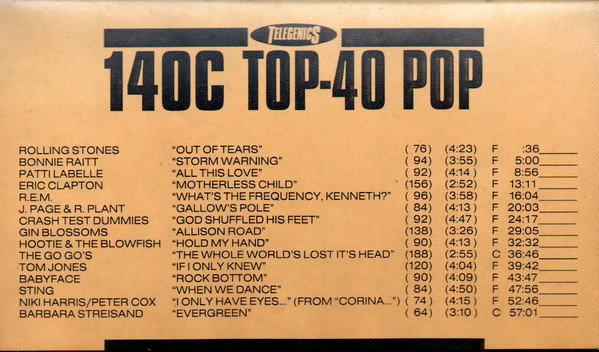 TELEGENICS
140C TOP-40 POP
ROLLING STONES "OUT OF TEARS" ( 76) (4:23) F :36
BONNIE RAITT "STORM WARNING" ( 94) (3:55) F 5:00
PATTI LABELLE "ALL THIS LOVE" ( 92) (4:14) F 8:56
ERIC CLAPTON "MOTHERLESS CHILD" (156) (2:52) F 13:11
R.E.M. "WHAT'S THE FREQUENCY, KENNETH?" ( 96) (3:58) F 16:04
J. PAGE & R. PLANT "GALLOW'S POLE" ( 84) (4:13) F 20:03
CRASH TEST DUMMIES "GOD SHUFFLED HIS FEET" ( 92) (4:47) F 24:17
GIN BLOSSOMS "ALLISON ROAD" (138) (3:26) F 29:05
HOOTIE & THE BLOWFISH "HOLD MY HAND" ( 90) (4:13) F 32:32
THE GO GO'S "THE WHOLE WORLD'S LOST IT'S HEAD" (188) (2:55) C 36:46
TOM JONES "IF I ONLY KNEW" (120) (4:04) F 39:42
BABYFACE "ROCK BOTTOM" ( 90) (4:09) F 43:47
STING "WHEN WE DANCE" ( 84) (4:50) F 47:56
NIKI HARRIS/PETER COX "I ONLY HAVE EYES..." (FROM "CORINA...") ( 74) (4:15) F 52:46
BARBARA STREISAND "EVERGREEN" ( 64) (3:10) C 57:01